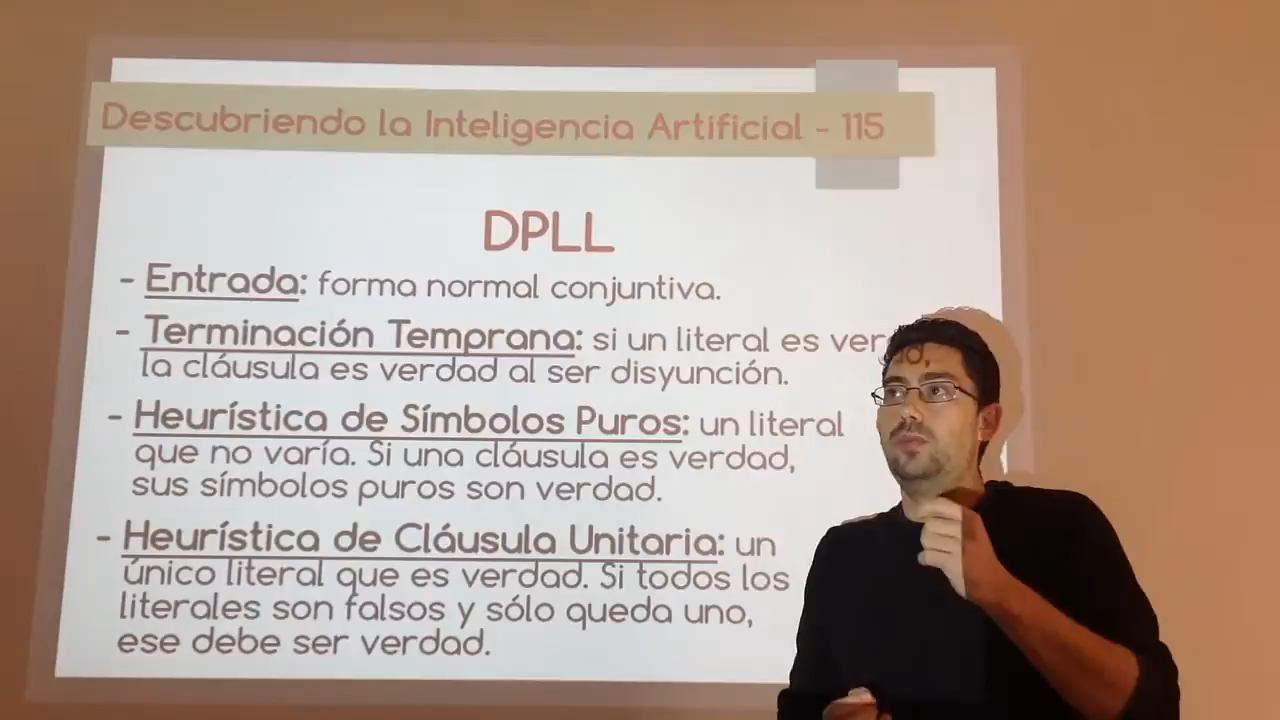 Descubriendo la Inteligencia Artificial - 115
DPLL
- Entrada: forma normal conjuntiva.
- Terminación Temprana: si un literal es verdad,
la cláusula es verdad al ser disyunción.
- Heurística de Símbolos Puros: un literal
que no varía. Si una cláusula es verdad,
sus símbolos puros son verdad.
- Heurística de Cláusula Unitaria: un
único literal que es verdad. Si todos los
literales son falsos y sólo queda uno,
ese debe ser verdad.